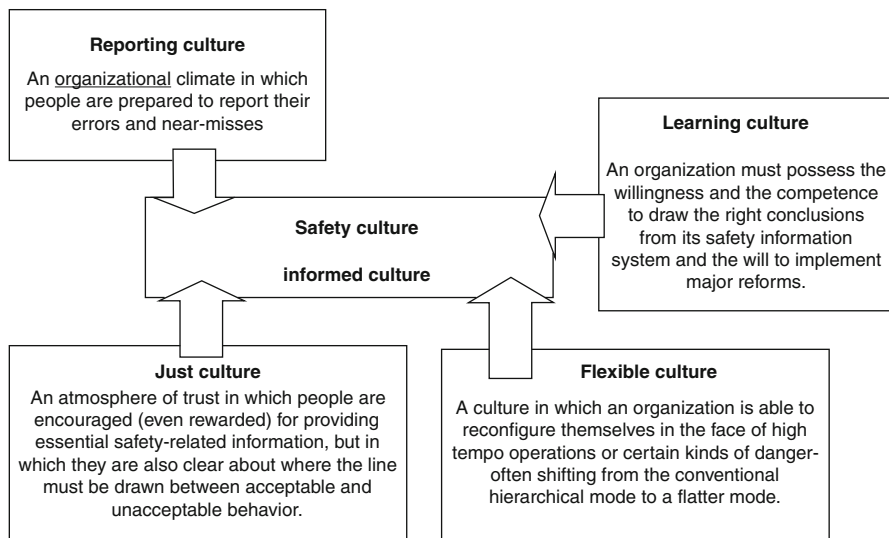 Reporting culture
An organizational climate in which
people are prepared to report their
errors and near-misses
Learning culture
An organization must possess the
willingness and the competence
to draw the right conclusions
from its safety information
system and the will to implement
major reforms.
Safety culture
informed culture
Just culture
An atmosphere of trust in which people are
encouraged (even rewarded) for providing
essential safety-related information, but in
which they are also clear about where the line
must be drawn between acceptable and
unacceptable behavior.
Flexible culture
A culture in which an organization is able to
reconfigure themselves in the face of high
tempo operations or certain kinds of danger-
often shifting from the conventional
hierarchical mode to a flatter mode.